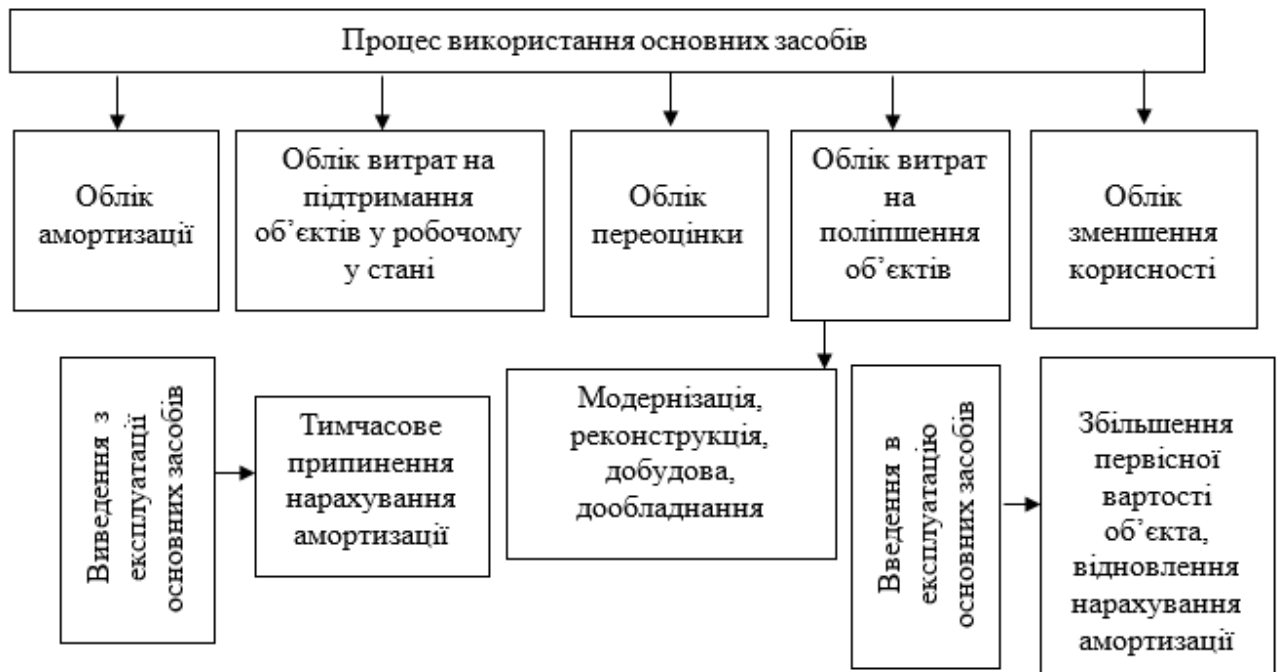 Процес використання основних засобів
Облік
амортизації
Облік витрат на
підтримання
об’єктів у робочому
у стані
Облік
переоцінки
Облік витрат
на
поліпшення
об’єктів
Облік
зменшення
корисності
Виведення з
експлуатації
основних засобів
Тимчасове
припинення
нарахування
амортизації
Модернізація,
реконструкція,
добудова,
дообладнання
Введення в
експлуатацію
основних засобів
Збільшення
первісної
вартості
об’єкта,
відновлення
нарахування
амортизації